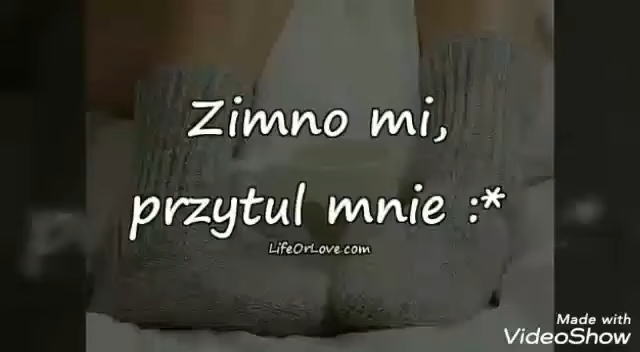 Zimno mi,
przytul mnie :*
LifeOrLove.com
Made with
VideoShow